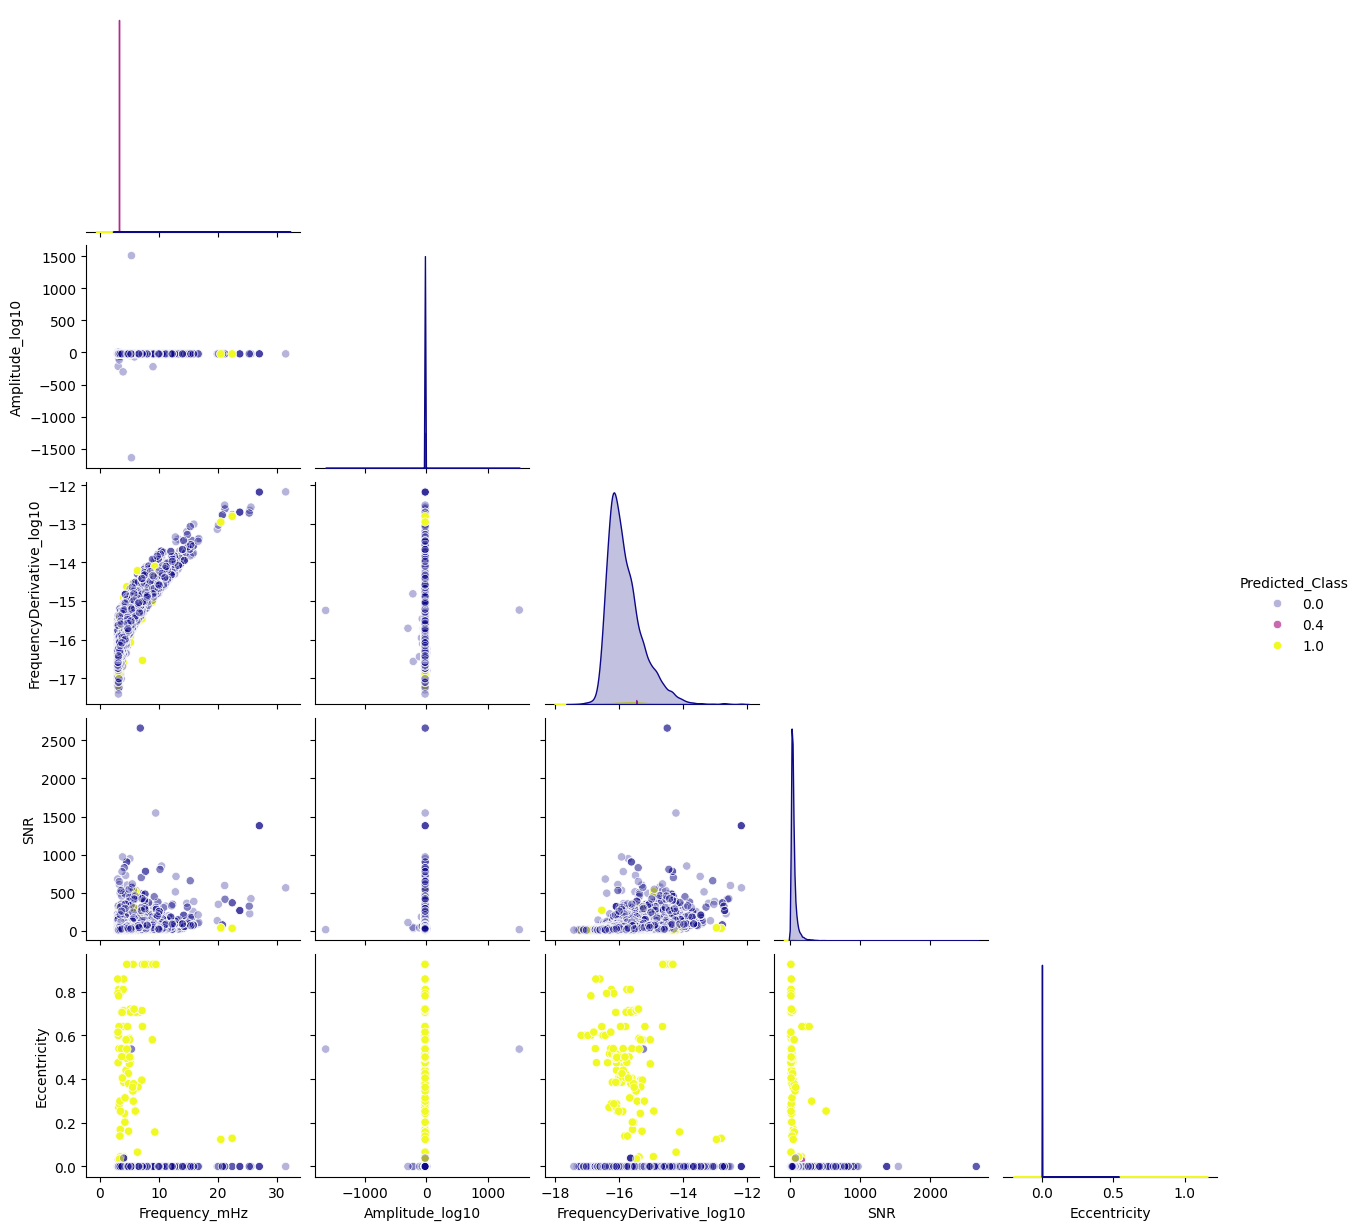 1500
1000
500
0
−500
−1000
−1500
Amplitude_log10
−12
−13
−14
−15
−16
−17
FrequencyDerivative_log10
Predicted_Class
0.0
0.4
1.0
2500
2000
1500
1000
500
0
SNR
0.8
0.6
0.4
0.2
0.0
Eccentricity
0 10 20 30
−1000 0 1000
−18 −16 −14 −12
0 1000 2000
0.0 0.5 1.0
Frequency_mHz
Amplitude_log10
FrequencyDerivative_log10
SNR
Eccentricity